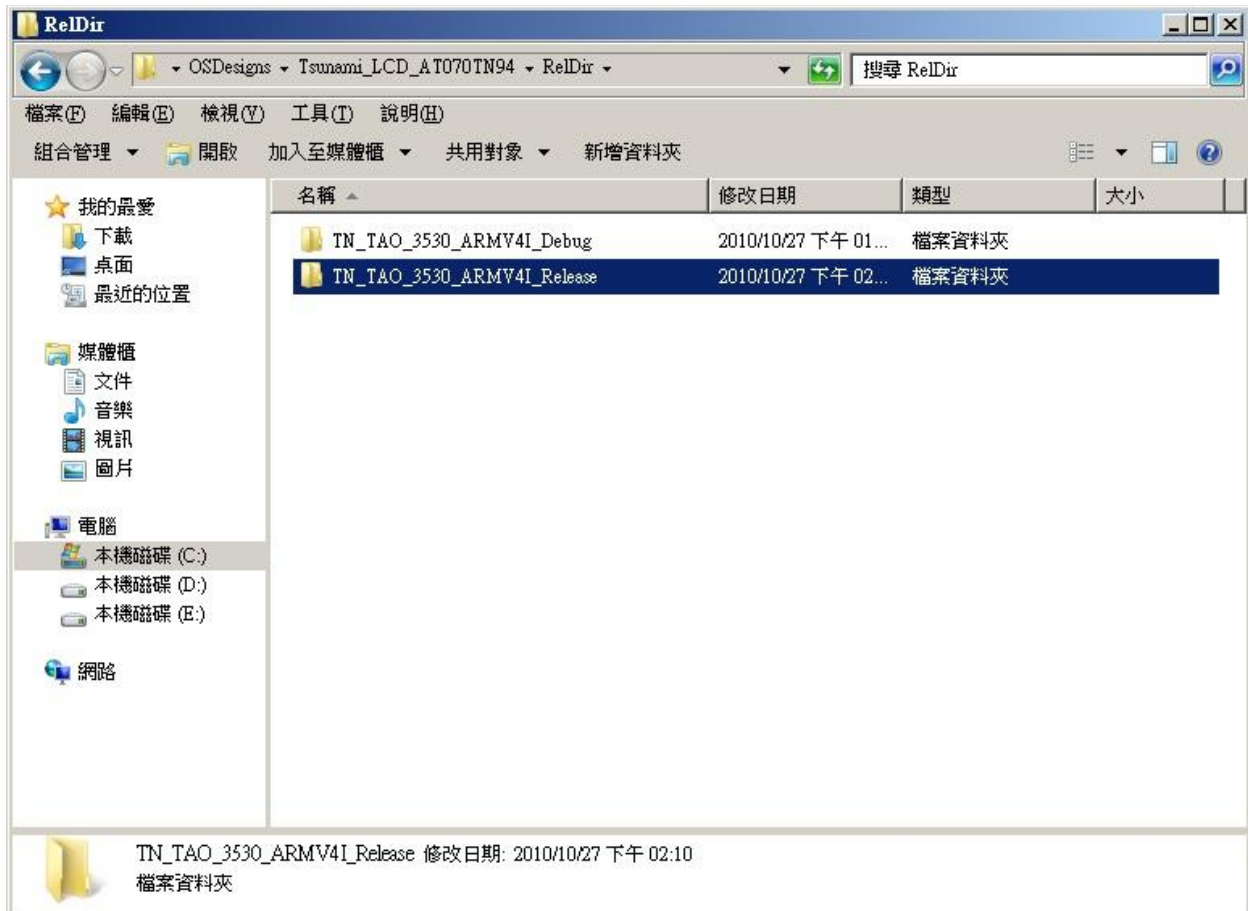 RelDir
OSDesigns Tsunami_LCD_AT070TN94 RelDir
搜尋 RelDir
檔案(F) 編輯(E) 檢視(V) 工具(T) 說明(H)
組合管理 開啟 加入至媒體櫃 共用對象 新增資料夾
名稱 修改日期 類型 大小
我的最愛
下載
桌面
最近的位置
媒體櫃
文件
音樂
視訊
圖片
電腦
本機磁碟 (C:)
本機磁碟 (D:)
本機磁碟 (E:)
網路
TN_TAO_3530_ARMV4I_Debug 2010/10/27 下午 01... 檔案資料夾
TN_TAO_3530_ARMV4I_Release 2010/10/27 下午 02... 檔案資料夾
TN_TAO_3530_ARMV4I_Release 修改日期: 2010/10/27 下午 02:10
檔案資料夾